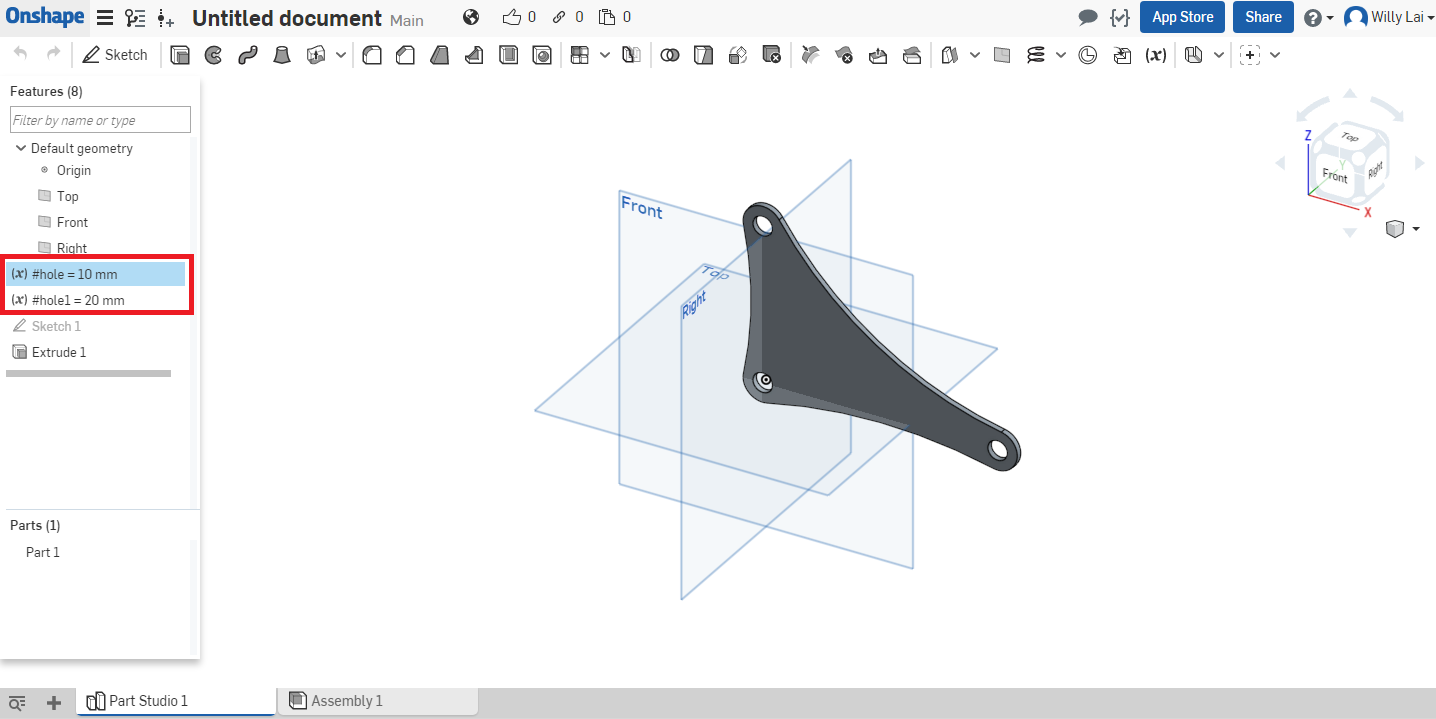 Onshape Untitled document Main 0 0 0 App Store Share ? Willy Lai
Sketch (x)
Features (8)
Filter by name or type
Default geometry
Origin
Top
Front
Right
(x) #hole = 10 mm
(x) #hole1 = 20 mm
Sketch 1
Extrude 1
Parts (1)
Part 1
Front
Top
Right
Z
Top
Y
Front
Right
X
Part Studio 1 Assembly 1